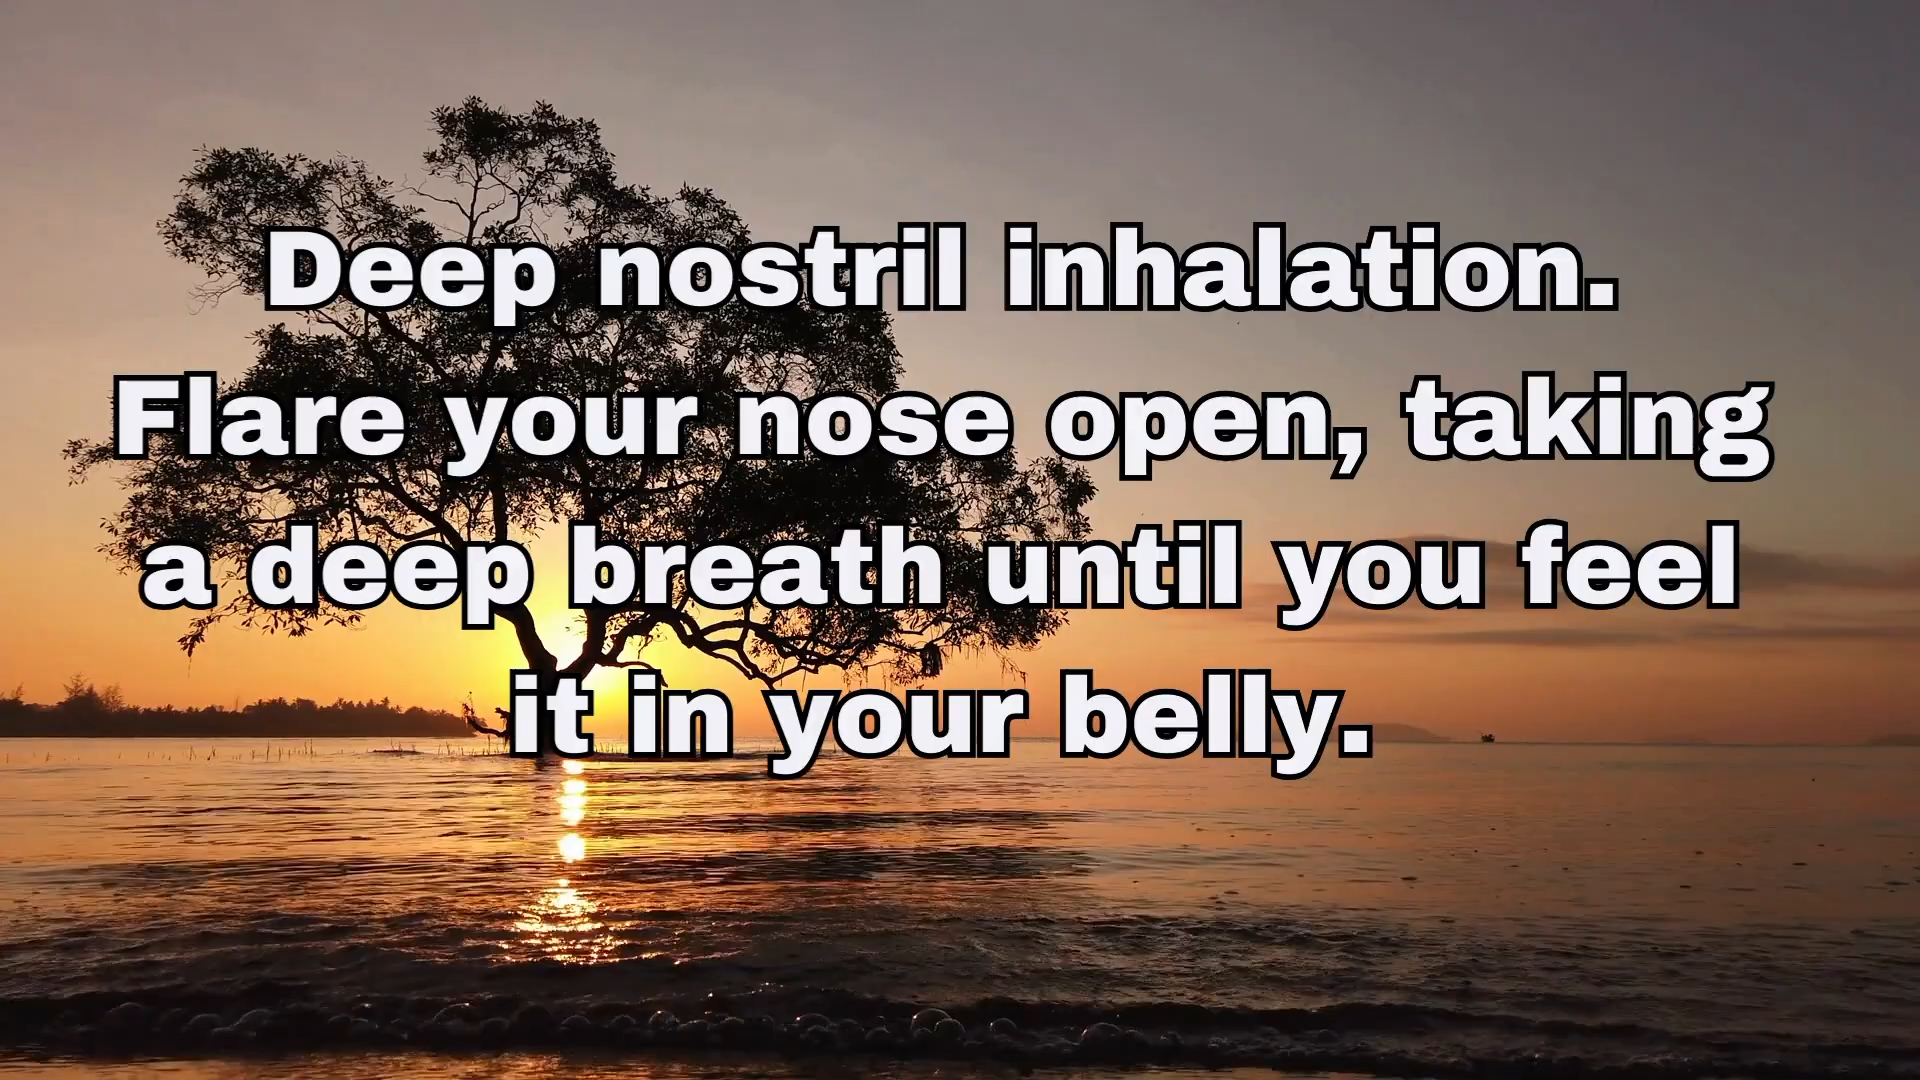 Deep nostril inhalation.
Flare your nose open, taking
a deep breath until you feel
it in your belly.